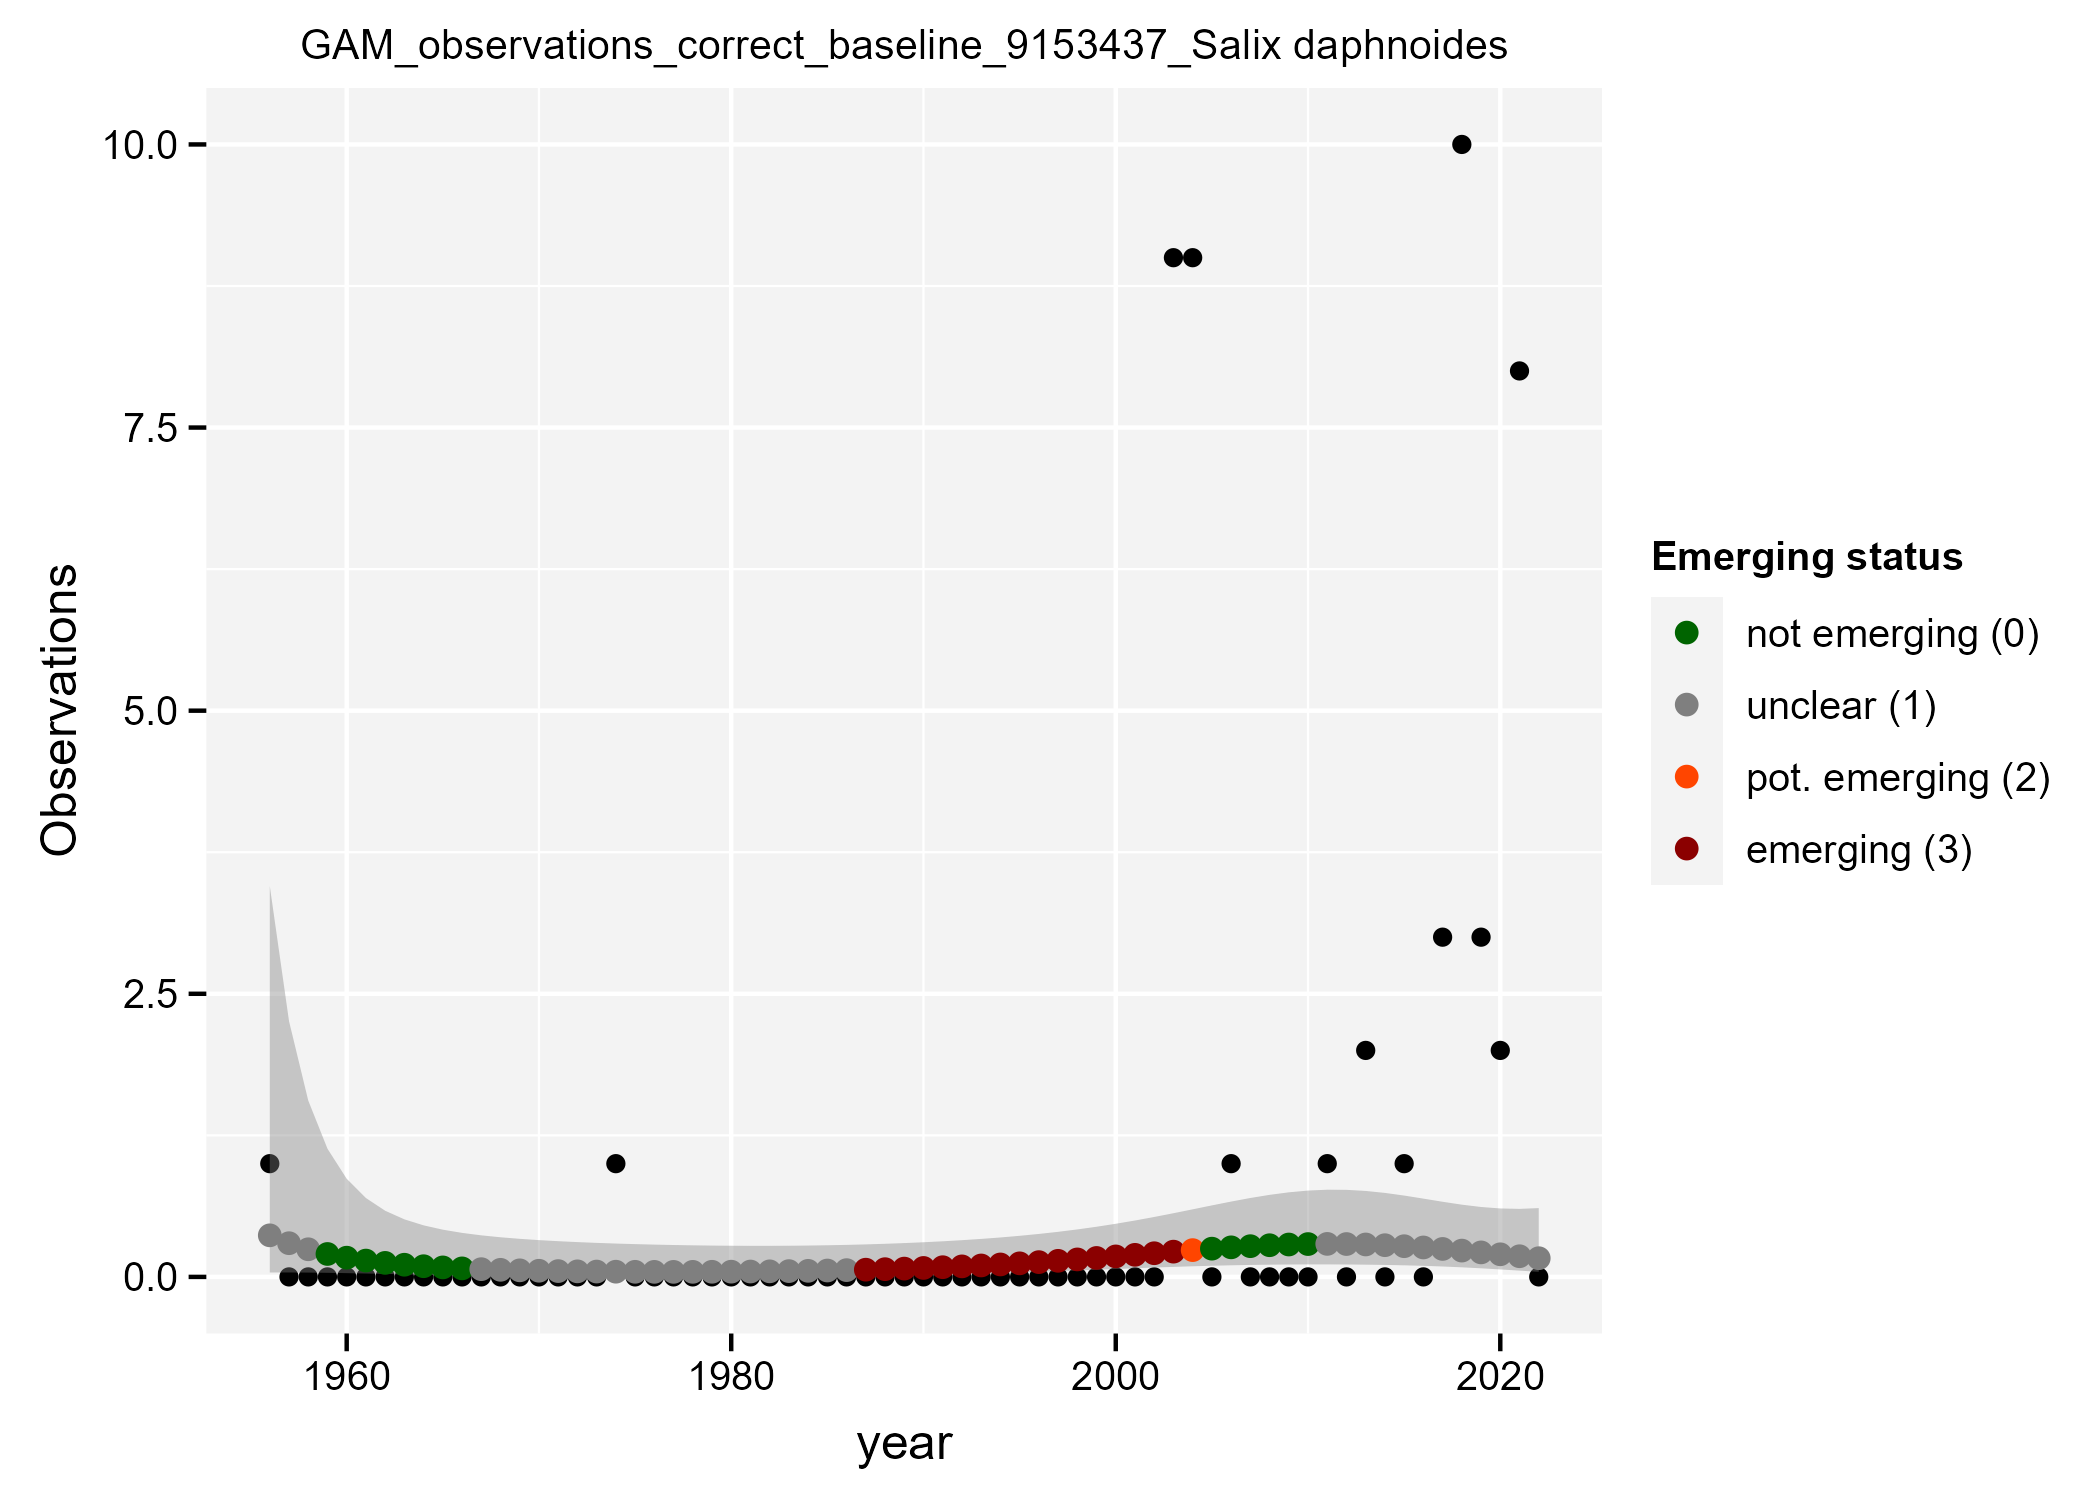 GAM_observations_correct_baseline_9153437_Salix daphnoides
10.0
7.5
5.0
2.5
0.0
Observations
1960 1980 2000 2020
year
Emerging status
not emerging (0)
unclear (1)
pot. emerging (2)
emerging (3)